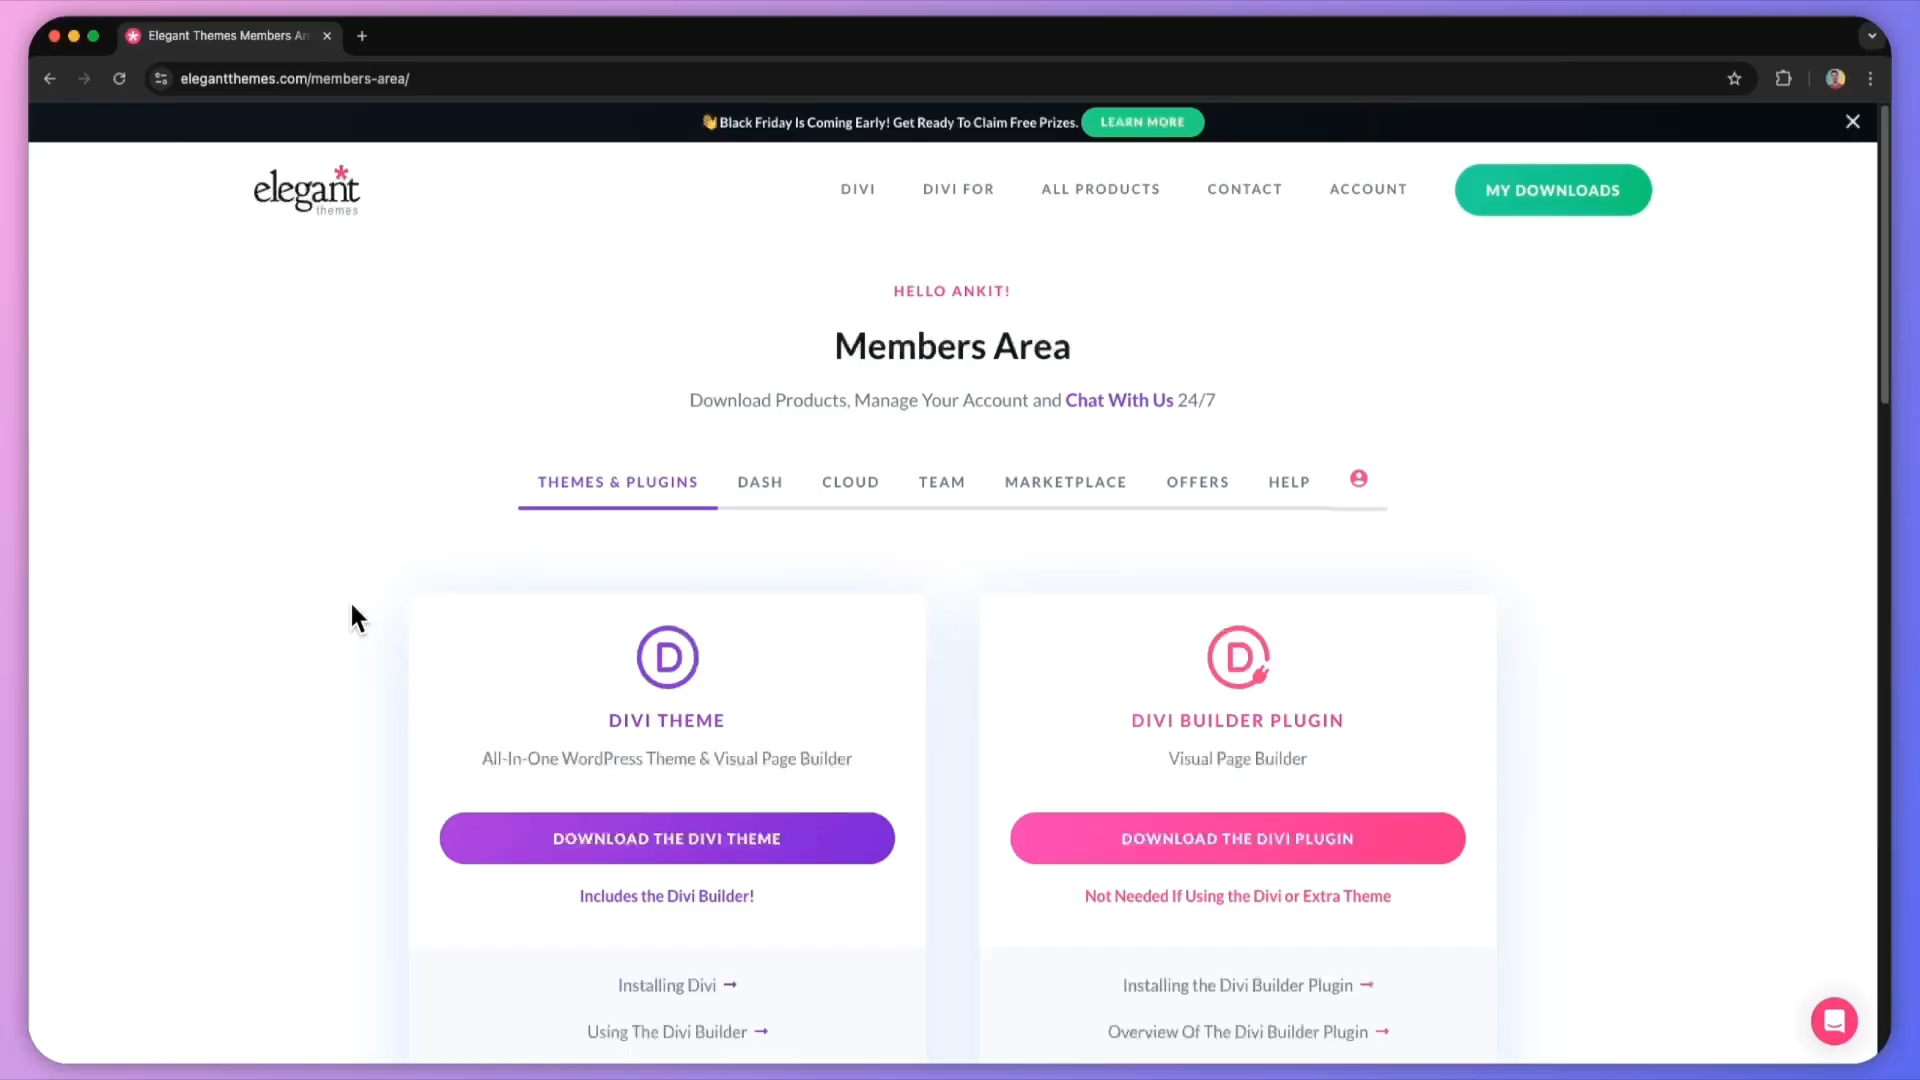 Elegant Themes Members Ar
elegantthemes.com/members-area/
👋 Black Friday Is Coming Early! Get Ready To Claim Free Prizes. LEARN MORE
elegant themes
DIVI
DIVI FOR
ALL PRODUCTS
CONTACT
ACCOUNT
MY DOWNLOADS
HELLO ANKIT!
Members Area
Download Products, Manage Your Account and Chat With Us 24/7
THEMES & PLUGINS
DASH
CLOUD
TEAM
MARKETPLACE
OFFERS
HELP
D
DIVI THEME
All-In-One WordPress Theme & Visual Page Builder
DOWNLOAD THE DIVI THEME
Includes the Divi Builder!
Installing Divi →
Using The Divi Builder →
D
DIVI BUILDER PLUGIN
Visual Page Builder
DOWNLOAD THE DIVI PLUGIN
Not Needed If Using the Divi or Extra Theme
Installing the Divi Builder Plugin →
Overview Of The Divi Builder Plugin →